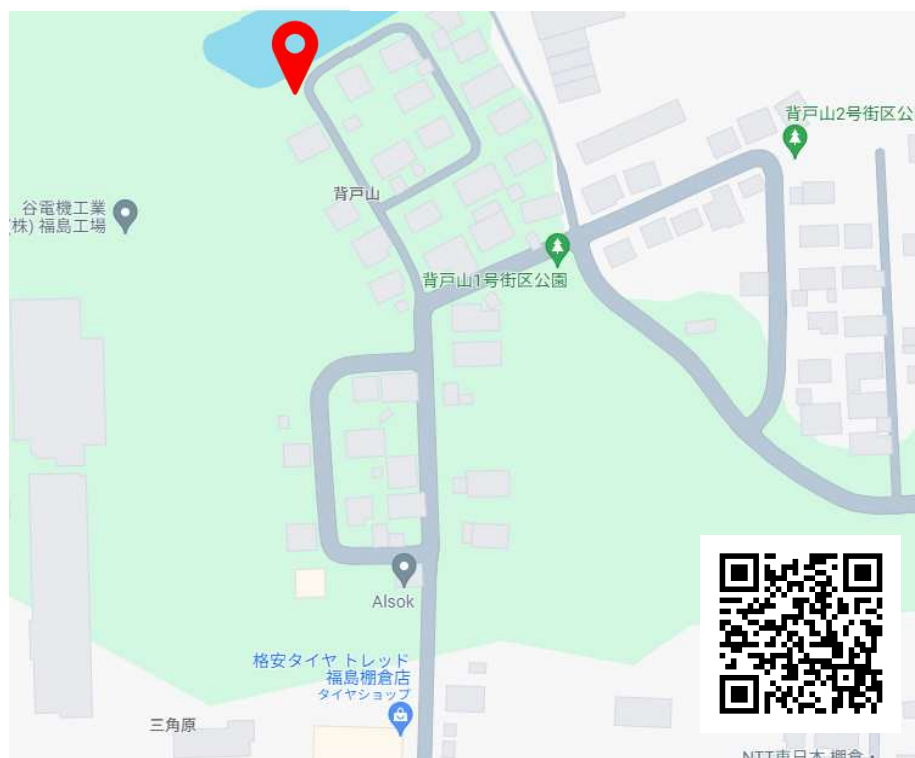 背戸山2号街区公
背戸山
谷電機工業
(株) 福島工場
背戸山1号街区公園
Alsok
格安タイヤ トレッド
福島棚倉店
タイヤショップ
三角原
NTT東日本 棚倉・